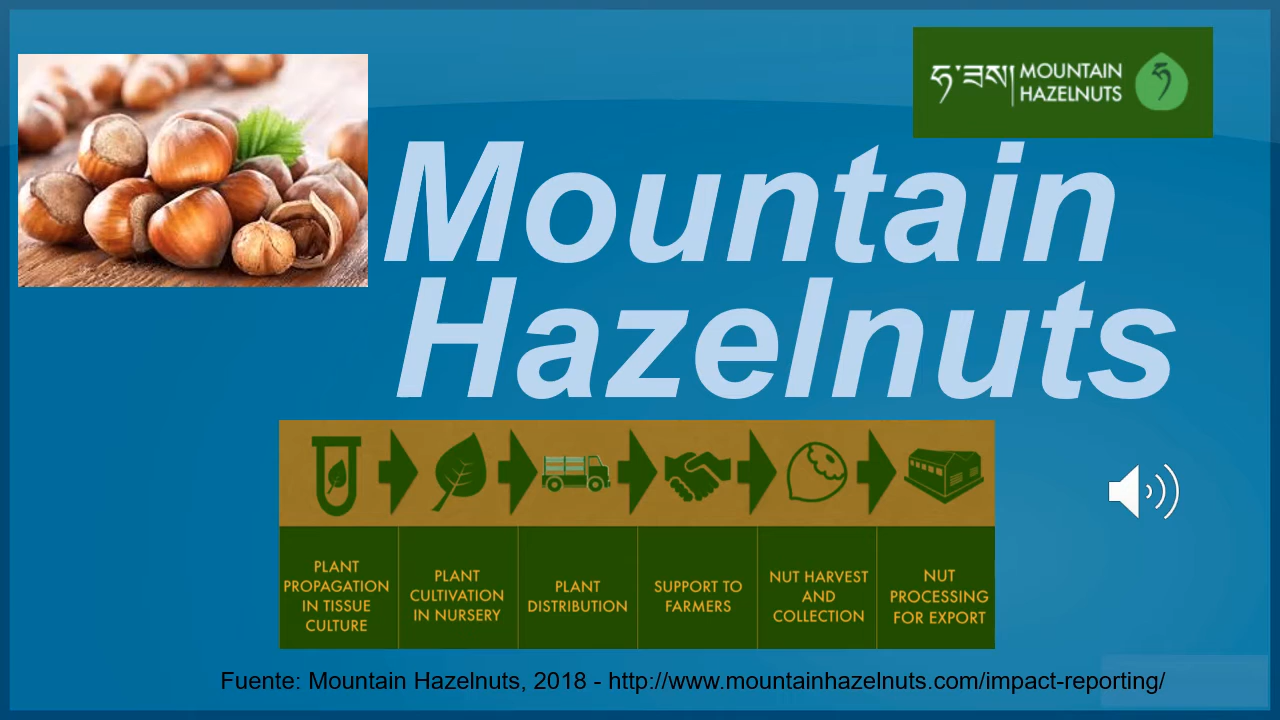 MOUNTAIN
HAZELNUTS
Mountain
Hazelnuts
PLANT
PROPAGATION
IN TISSUE
CULTURE
PLANT
CULTIVATION
IN NURSERY
PLANT
DISTRIBUTION
SUPPORT TO
FARMERS
NUT HARVEST
AND
COLLECTION
NUT
PROCESSING
FOR EXPORT
Fuente: Mountain Hazelnuts, 2018 - http://www.mountainhazelnuts.com/impact-reporting/